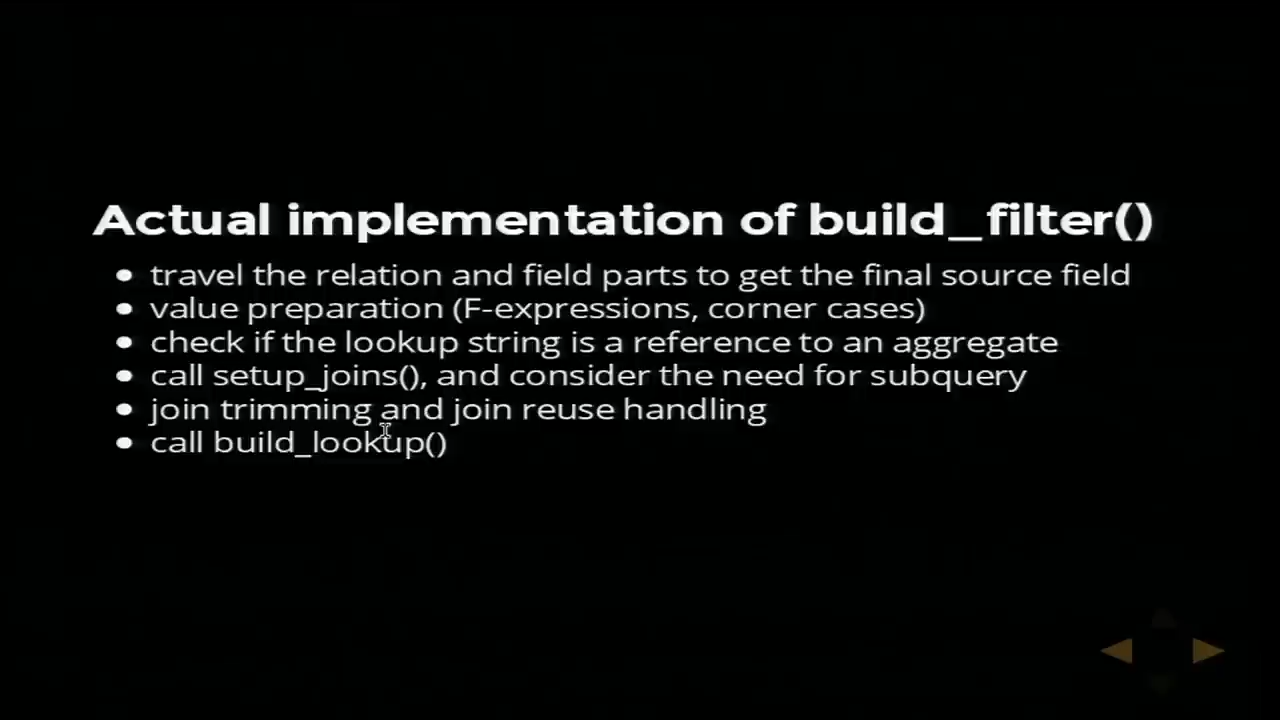 Actual implementation of build_filter()
• travel the relation and field parts to get the final source field
• value preparation (F-expressions, corner cases)
• check if the lookup string is a reference to an aggregate
• call setup_joins(), and consider the need for subquery
• join trimming and join reuse handling
• call build_lookup()